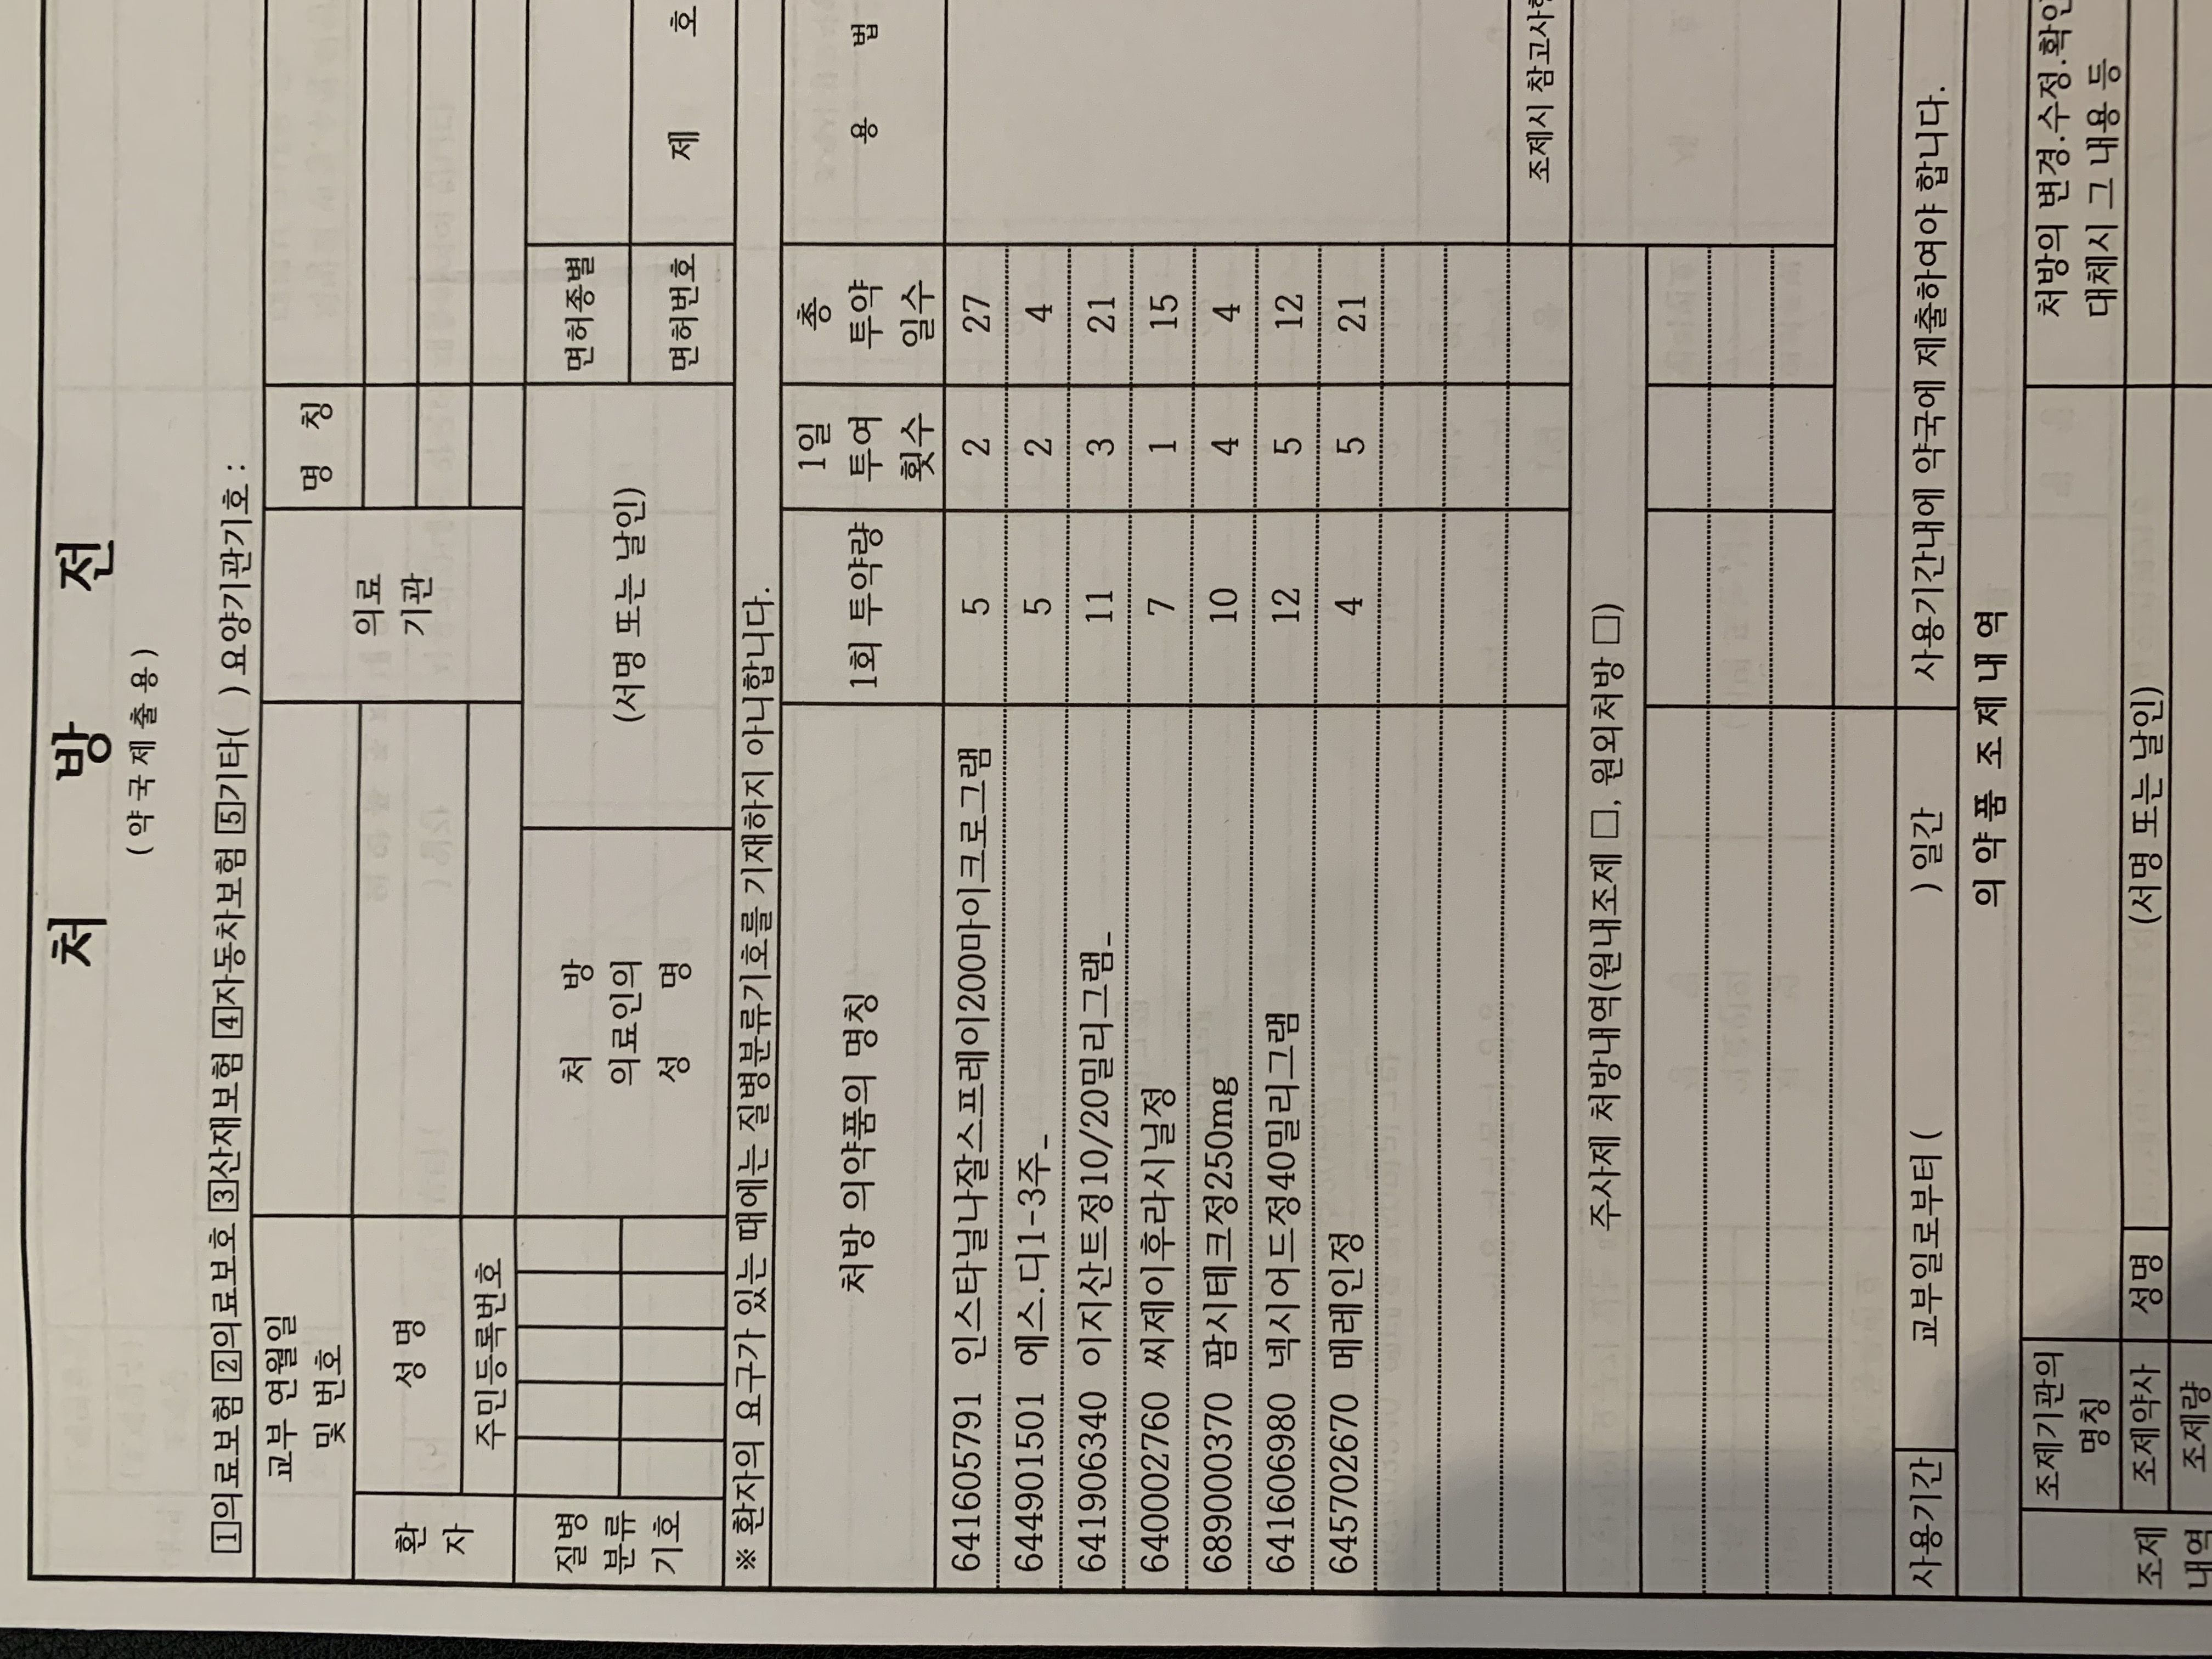 처 방 전
(약국제출용)
1의료보험 2의료보호 3산재보험 4자동차보험 5기타( ) 요양기관기호 :
교부 연월일
및 번호
의료
기관
명 칭
환
자
성 명
주민등록번호
질병
분류
기호
처 방
의료인의
성 명
(서명 또는 날인)
면허종별
면허번호
제 호
※ 환자의 요구가 있는 때에는 질병분류기호를 기재하지 아니합니다.
처방 의약품의 명칭
1회 투약량
1일
투여
횟수
총
투약
일수
용 법
641605791 인스타닐나잘스프레이200마이크로그램 5 2 27
644901501 에스.디1-3주_ 5 2 4
641906340 이지산트정10/20밀리그램_ 11 3 21
640002760 씨제이후라시닐정 7 1 15
689000370 팜시테크정250mg 10 4 4
641606980 넥시어드정40밀리그램 12 5 12
645702670 메레인정 4 5 21
조제시 참고사항
주사제 처방내역(원내조제 □, 원외처방 □)
사용기간 교부일로부터 ( ) 일간 사용기간내에 약국에 제출하여야 합니다.
의약품 조제내역
조제
내역
조제기관의
명칭
처방의 변경.수정.확인
대체시 그 내용 등
조제약사 성명 (서명 또는 날인)
조제량